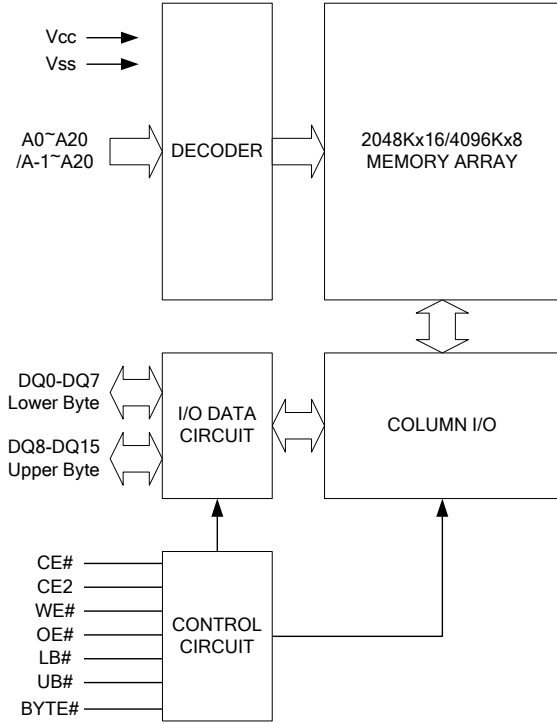 Vcc
Vss
A0~A20
/A-1~A20
DECODER
2048Kx16/4096Kx8
MEMORY ARRAY
DQ0-DQ7
Lower Byte
DQ8-DQ15
Upper Byte
I/O DATA
CIRCUIT
COLUMN I/O
CE#
CE2
WE#
OE#
LB#
UB#
BYTE#
CONTROL
CIRCUIT